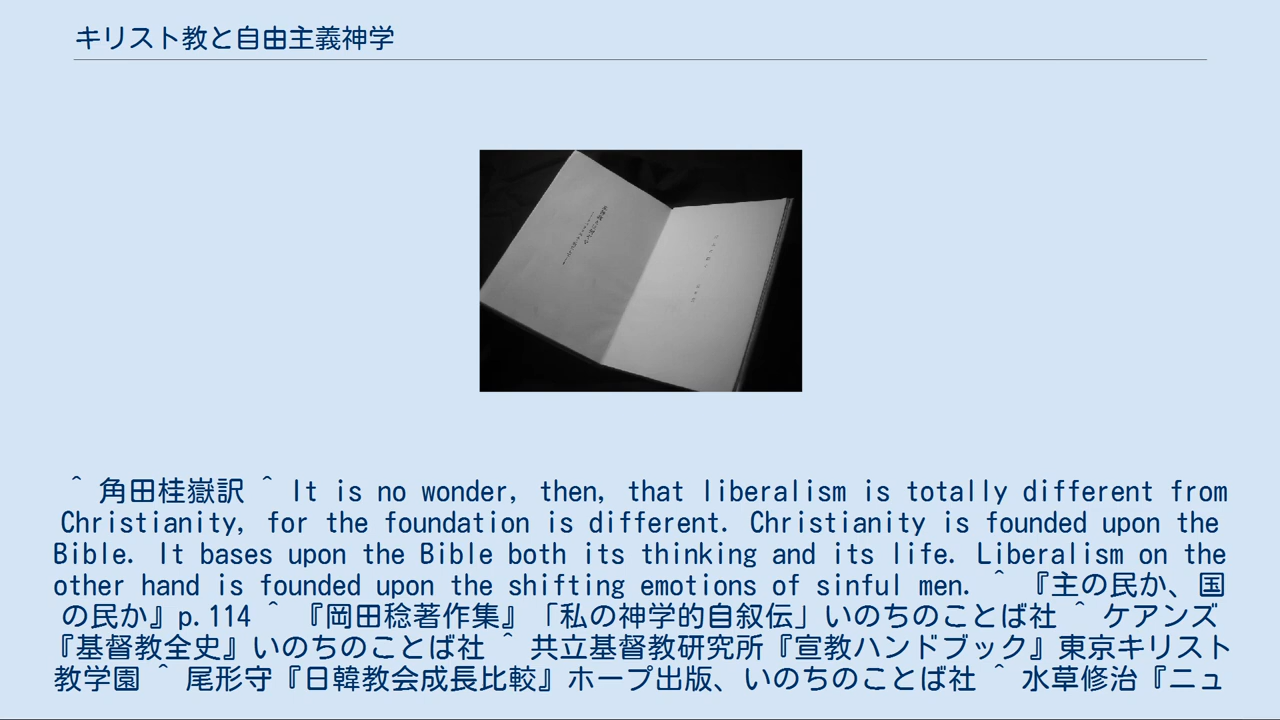 キリスト教と自由主義神学
^ 角田桂嶽訳 ^ It is no wonder, then, that liberalism is totally different from
Christianity, for the foundation is different. Christianity is founded upon the
Bible. It bases upon the Bible both its thinking and its life. Liberalism on the
other hand is founded upon the shifting emotions of sinful men. ^ 『主の民か、国
の民か』p.114 ^ 『岡田稔著作集』「私の神学的自叙伝」いのちのことば社 ^ ケアンズ
『基督教全史』いのちのことば社 ^ 共立基督教研究所『宣教ハンドブック』東京キリスト
教学園 ^ 尾形守『日韓教会成長比較』ホープ出版、いのちのことば社 ^ 水草修治『ニュ